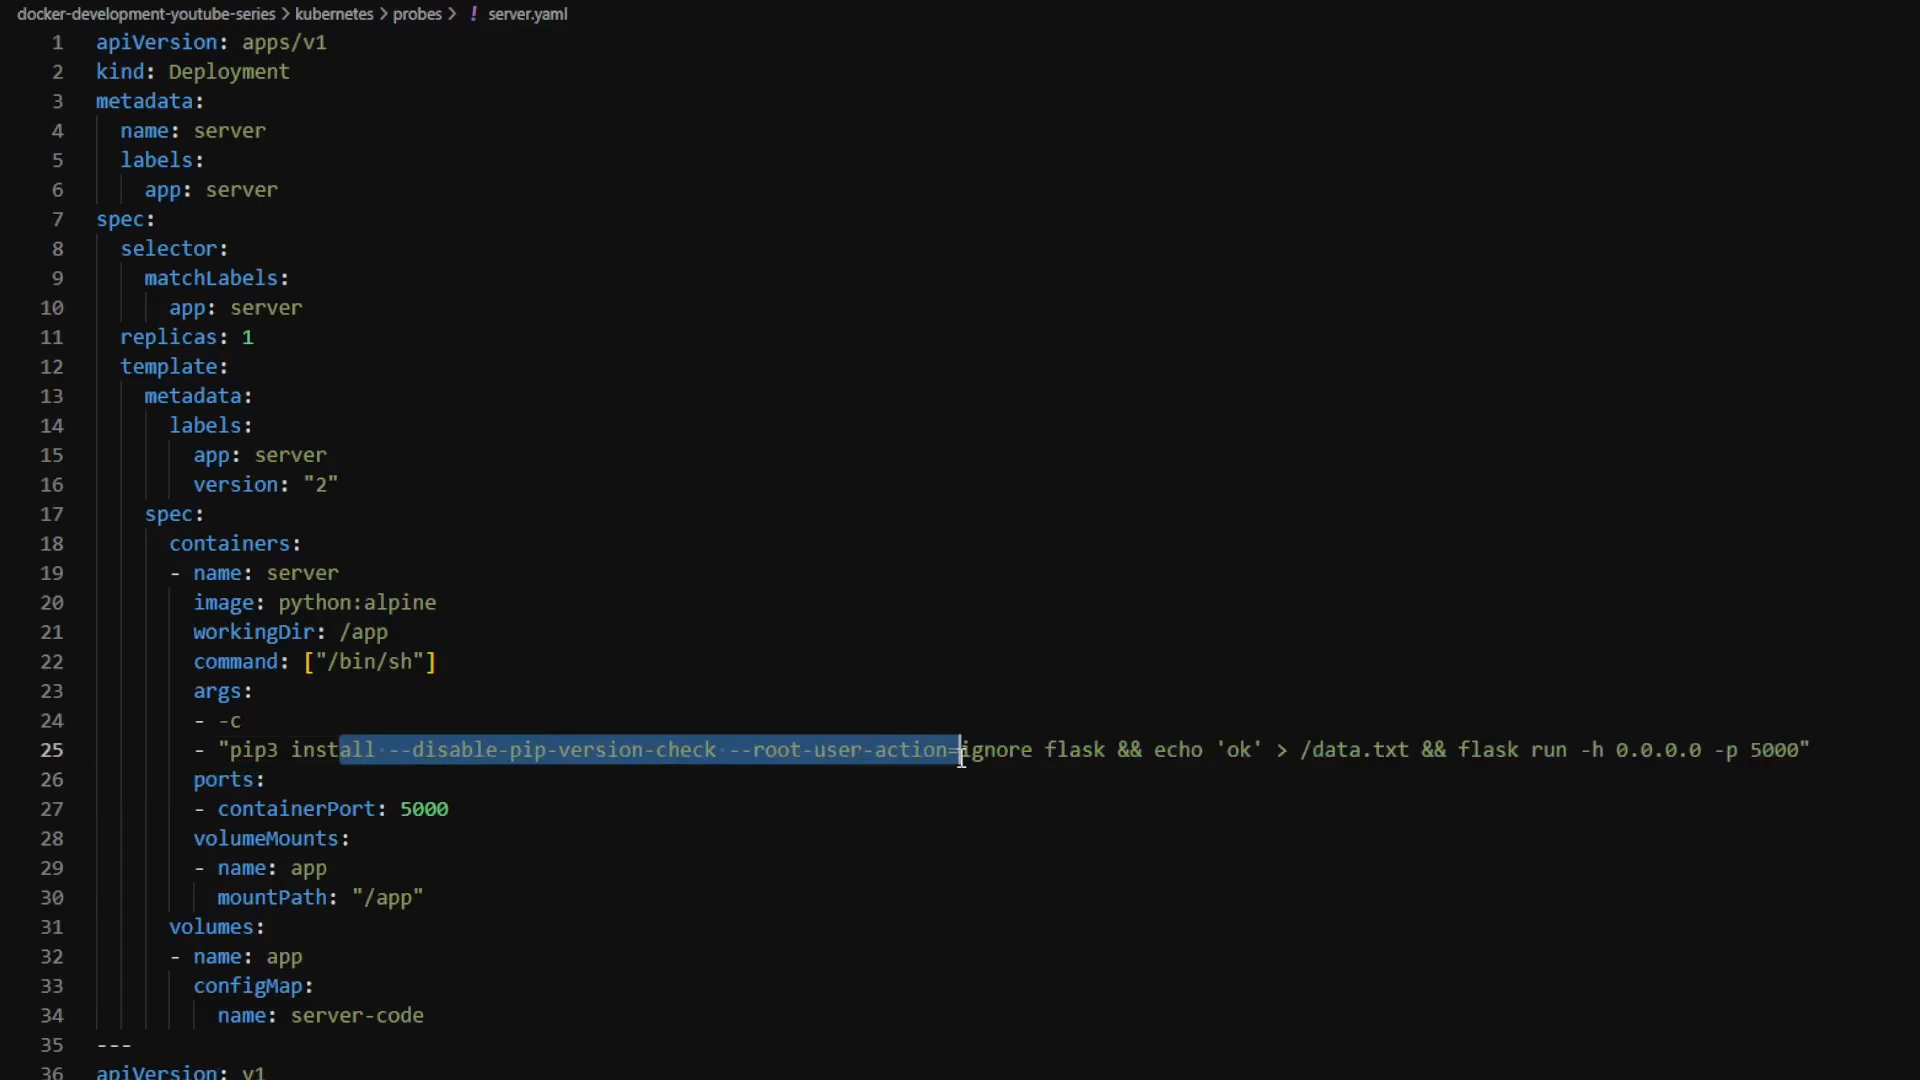 docker-development-youtube-series > kubernetes > probes > ! server.yaml
1 apiVersion: apps/v1
2 kind: Deployment
3 metadata:
4   name: server
5   labels:
6     app: server
7 spec:
8   selector:
9     matchLabels:
10       app: server
11   replicas: 1
12   template:
13     metadata:
14       labels:
15         app: server
16         version: "2"
17     spec:
18       containers:
19       - name: server
20         image: python:alpine
21         workingDir: /app
22         command: ["/bin/sh"]
23         args:
24         - -c
25         - "pip3 install --disable-pip-version-check --root-user-action=ignore flask && echo 'ok' > /data.txt && flask run -h 0.0.0.0 -p 5000"
26         ports:
27         - containerPort: 5000
28         volumeMounts:
29         - name: app
30           mountPath: "/app"
31       volumes:
32       - name: app
33         configMap:
34           name: server-code
35 ---
36 apiVersion: v1